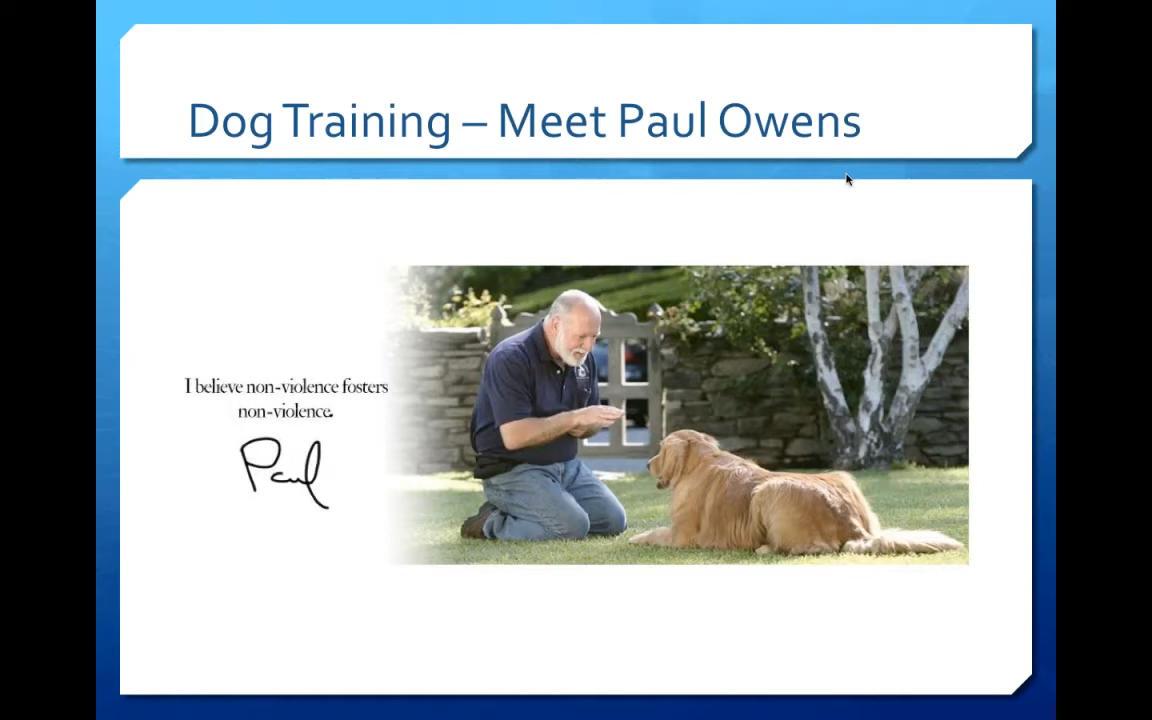 Dog Training – Meet Paul Owens
I believe non-violence fosters
non-violence.
Paul